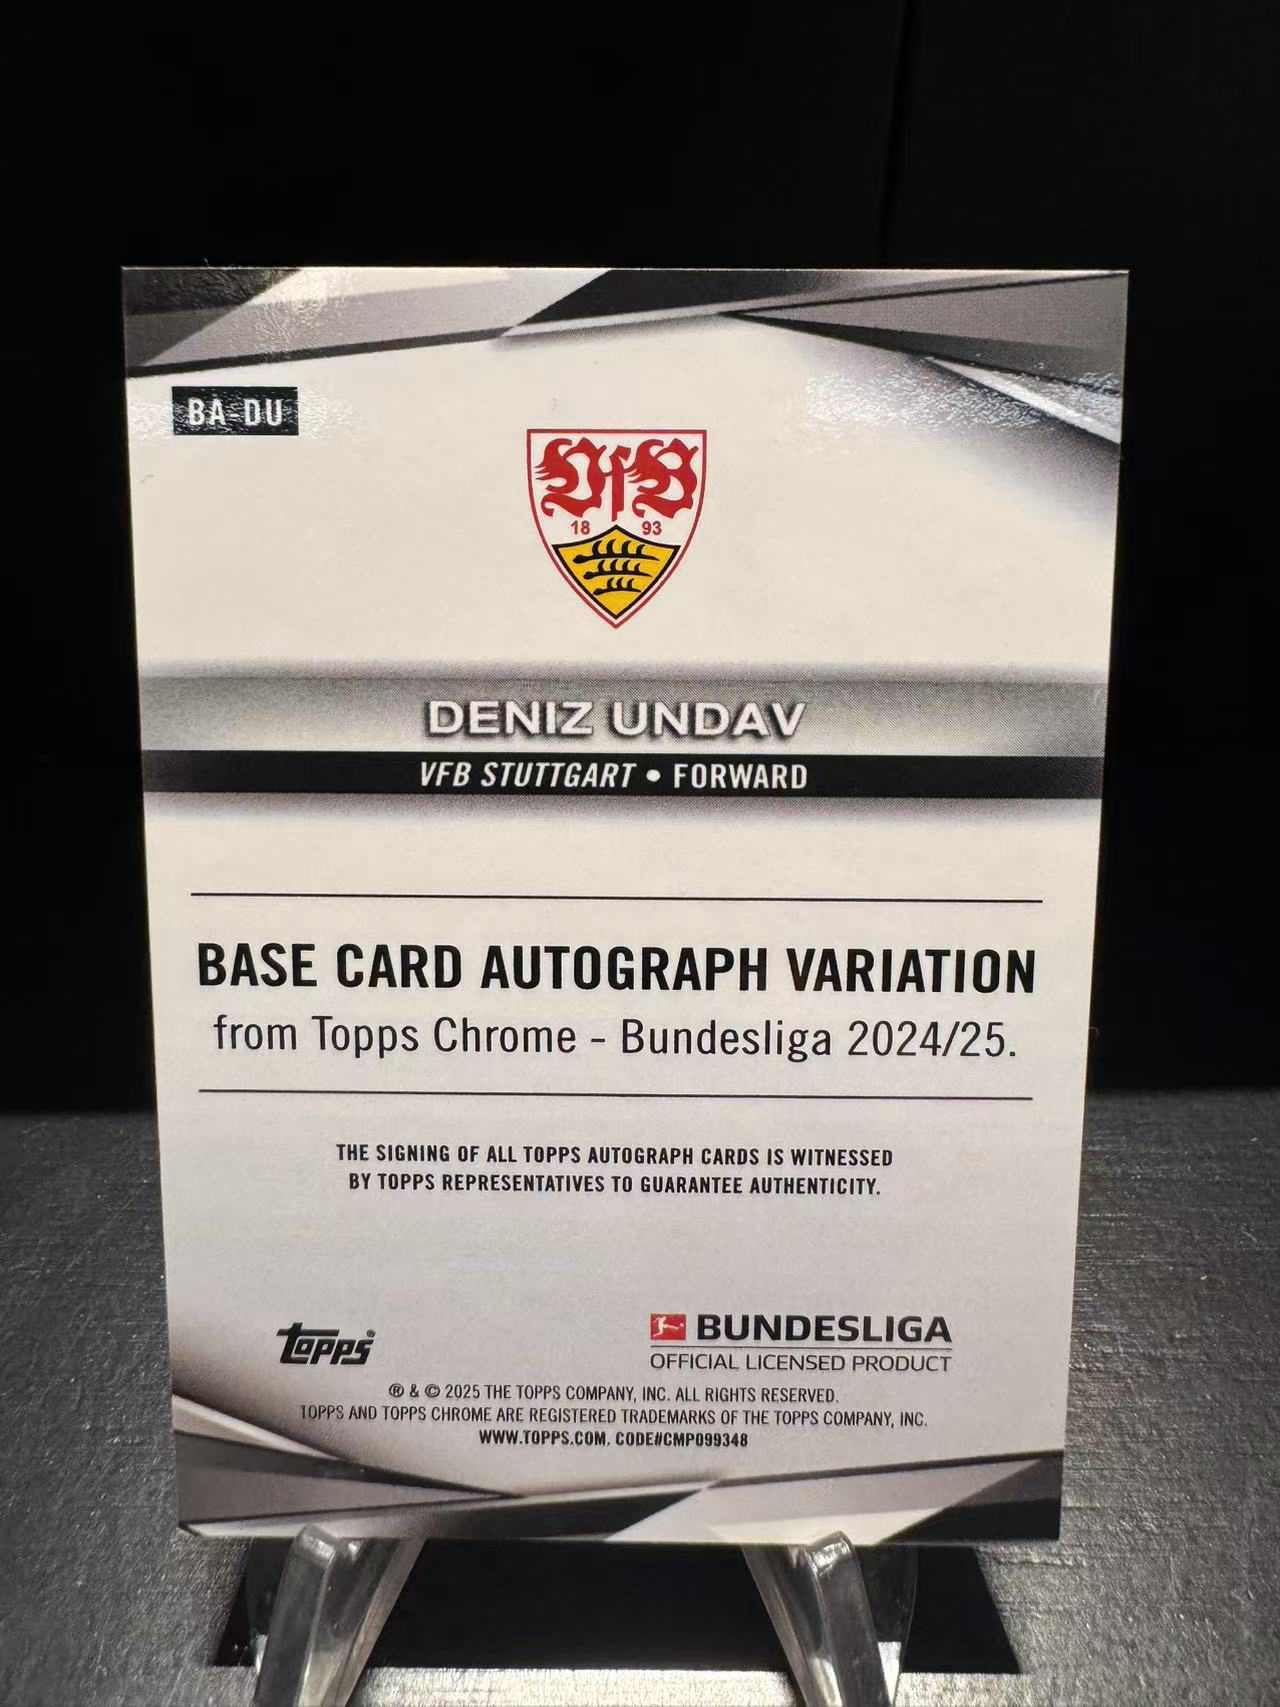 BA-DU
VfB
18 93
DENIZ UNDAV
VFB STUTTGART • FORWARD
BASE CARD AUTOGRAPH VARIATION
from Topps Chrome - Bundesliga 2024/25.
THE SIGNING OF ALL TOPPS AUTOGRAPH CARDS IS WITNESSED
BY TOPPS REPRESENTATIVES TO GUARANTEE AUTHENTICITY.
topps®
BUNDESLIGA
OFFICIAL LICENSED PRODUCT
® & © 2025 THE TOPPS COMPANY, INC. ALL RIGHTS RESERVED.
TOPPS AND TOPPS CHROME ARE REGISTERED TRADEMARKS OF THE TOPPS COMPANY, INC.
WWW.TOPPS.COM. CODE#CMP099348